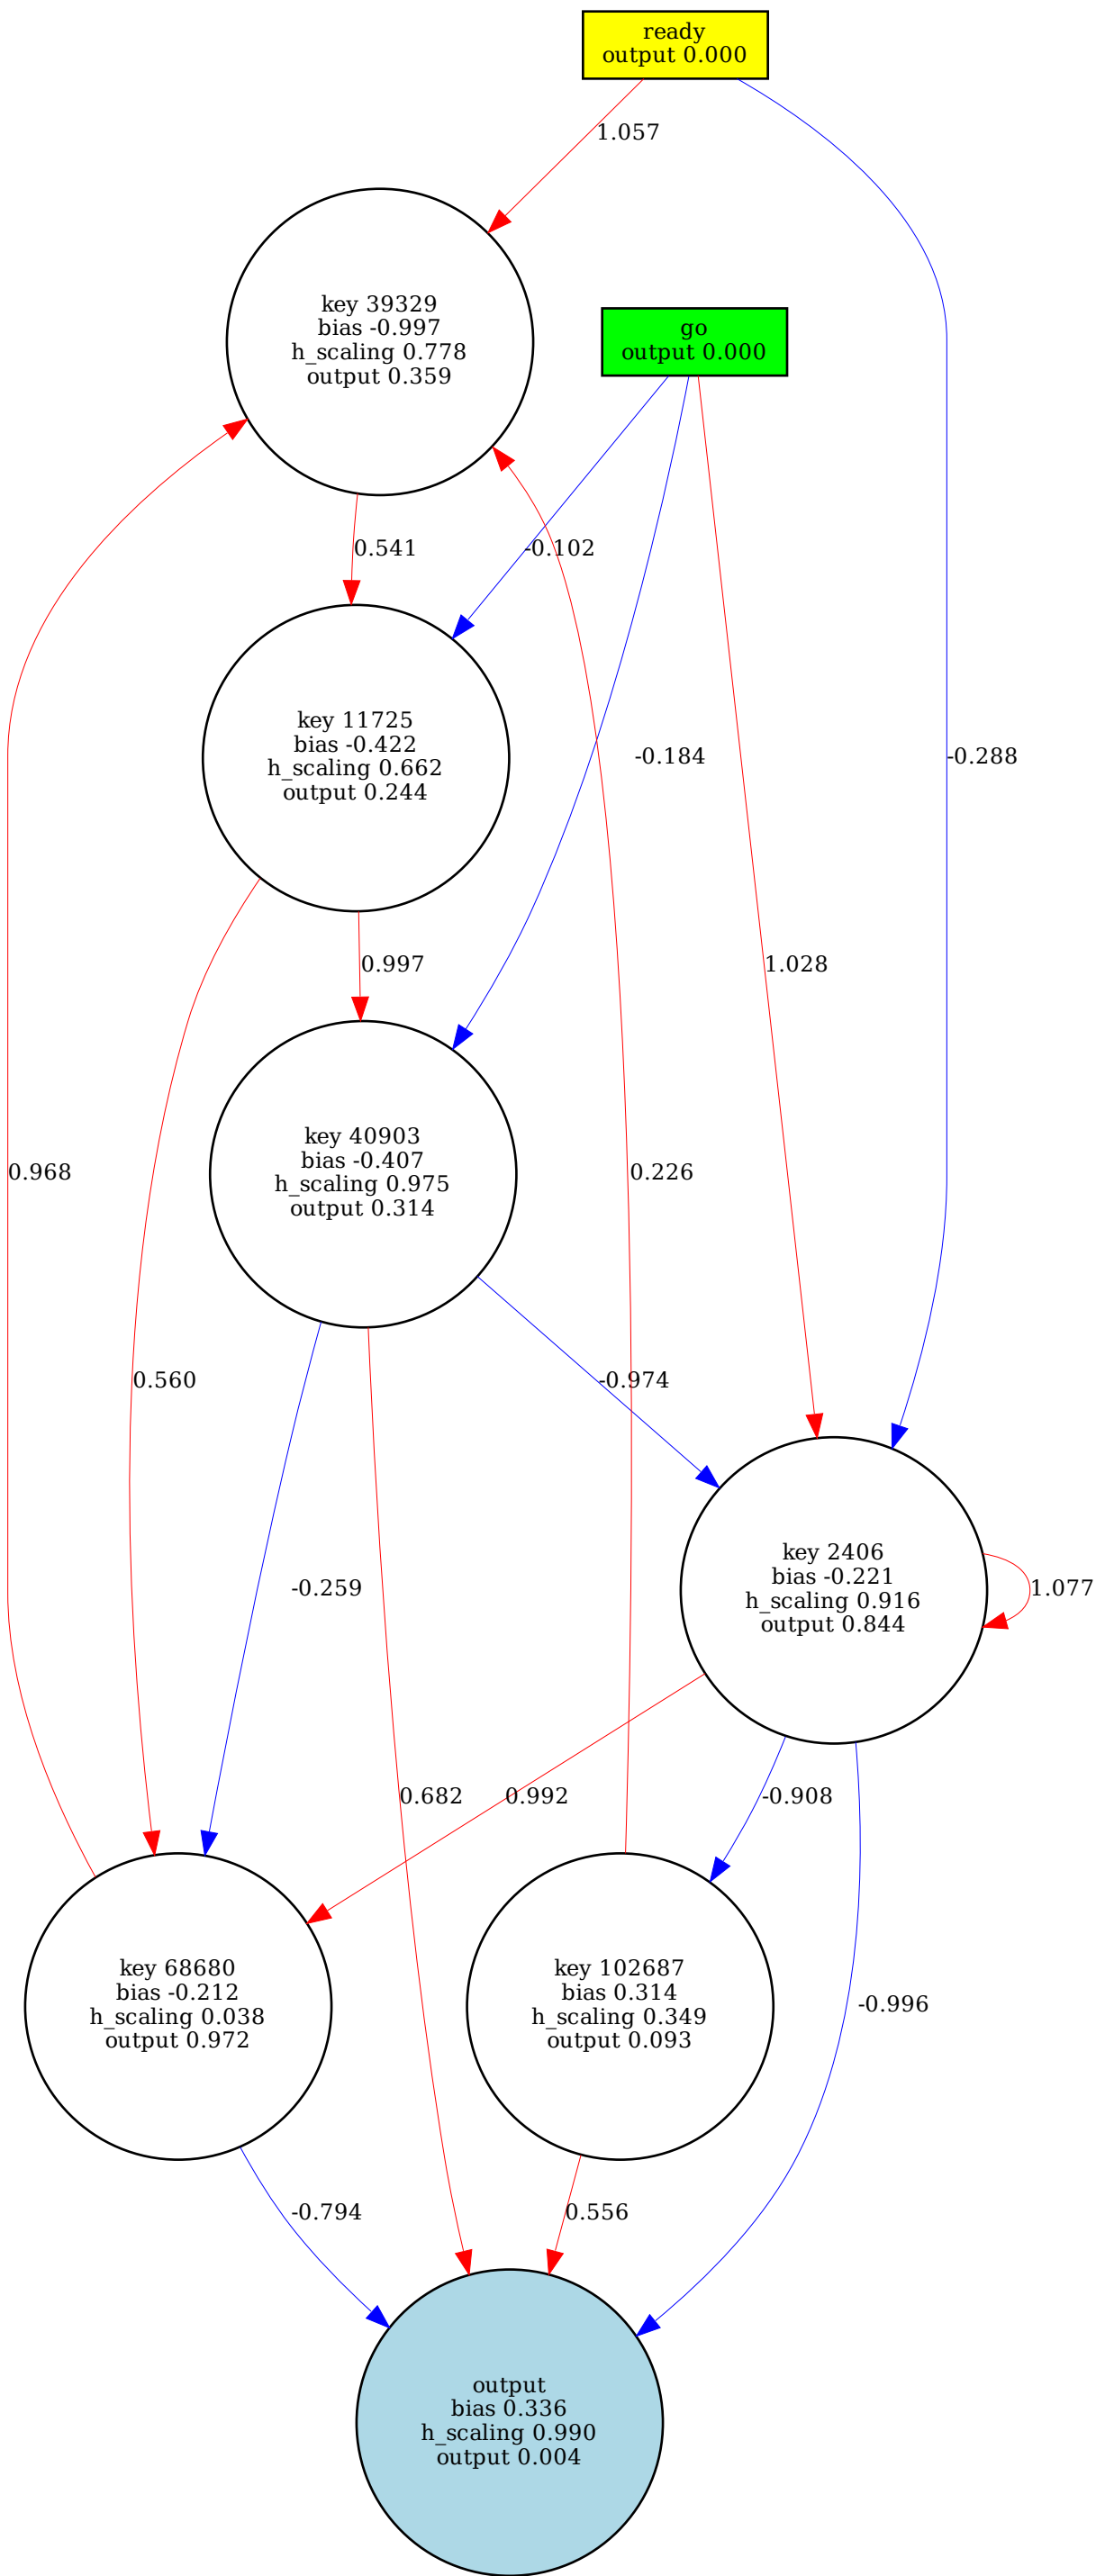 ready
output 0.000
1.057
key 39329
bias -0.997
h_scaling 0.778
output 0.359
go
output 0.000
0.541
-0.102
key 11725
bias -0.422
h_scaling 0.662
output 0.244
-0.184
-0.288
0.997
1.028
key 40903
bias -0.407
h_scaling 0.975
output 0.314
0.968
0.226
0.560
-0.974
key 2406
bias -0.221
h_scaling 0.916
output 0.844
-0.259
1.077
0.682
0.992
-0.908
key 68680
bias -0.212
h_scaling 0.038
output 0.972
key 102687
bias 0.314
h_scaling 0.349
output 0.093
-0.996
-0.794
0.556
output
bias 0.336
h_scaling 0.990
output 0.004